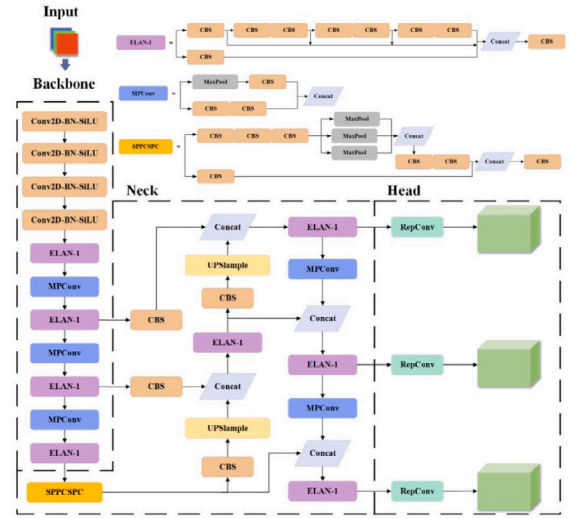 Input
Backbone
ELAN-1 = CBS CBS CBS CBS CBS CBS Concat CBS
CBS
MPConv = MaxPool CBS Concat
CBS CBS
SPPCSPC = CBS CBS CBS MaxPool MaxPool MaxPool Concat
CBS CBS Concat CBS
CBS
Conv2D-BN-SiLU
Conv2D-BN-SiLU
Conv2D-BN-SiLU
Conv2D-BN-SiLU
ELAN-1
MPConv
ELAN-1
MPConv
ELAN-1
MPConv
ELAN-1
SPPCSPC
Neck
CBS
CBS
Concat
UPSlample
CBS
ELAN-1
Concat
UPSlample
CBS
ELAN-1
MPConv
Concat
ELAN-1
MPConv
Concat
ELAN-1
Head
RepConv
RepConv
RepConv